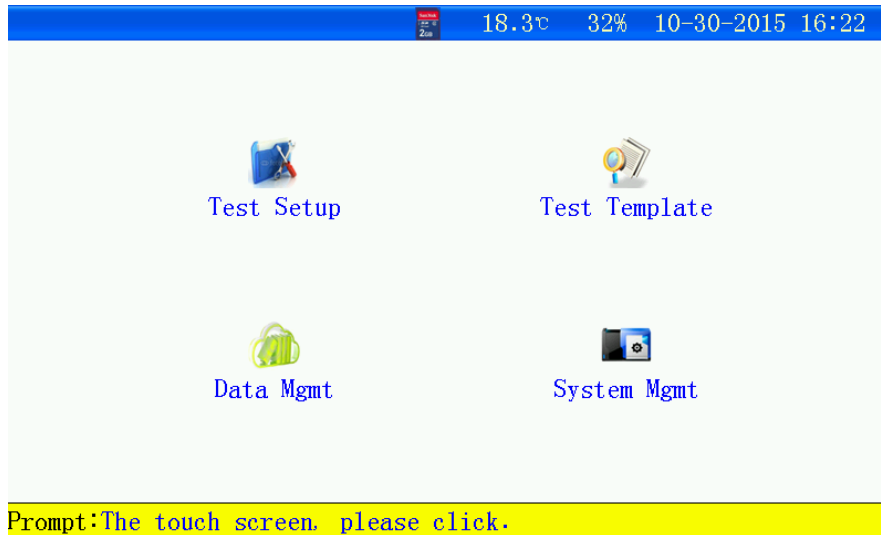 18.3℃ 32% 10-30-2015 16:22
2GB
Test Setup Test Template
Data Mgmt System Mgmt
Prompt:The touch screen, please click.